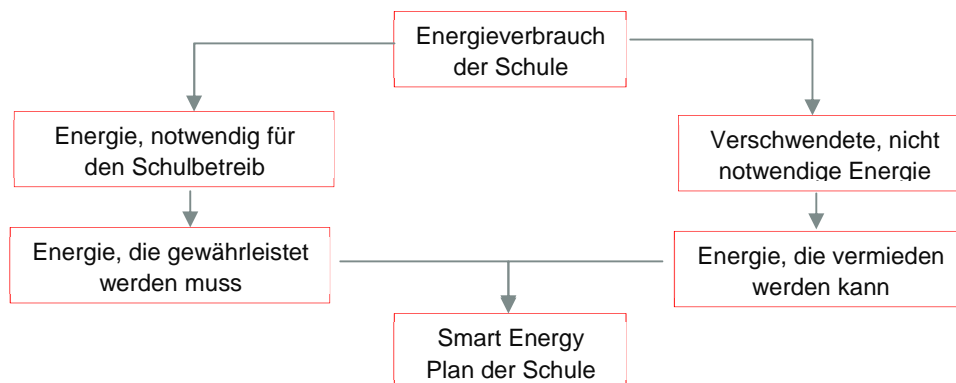 Energieverbrauch
der Schule
Energie, notwendig für
den Schulbetreib
Verschwendete, nicht
notwendige Energie
Energie, die gewährleistet
werden muss
Energie, die vermieden
werden kann
Smart Energy
Plan der Schule